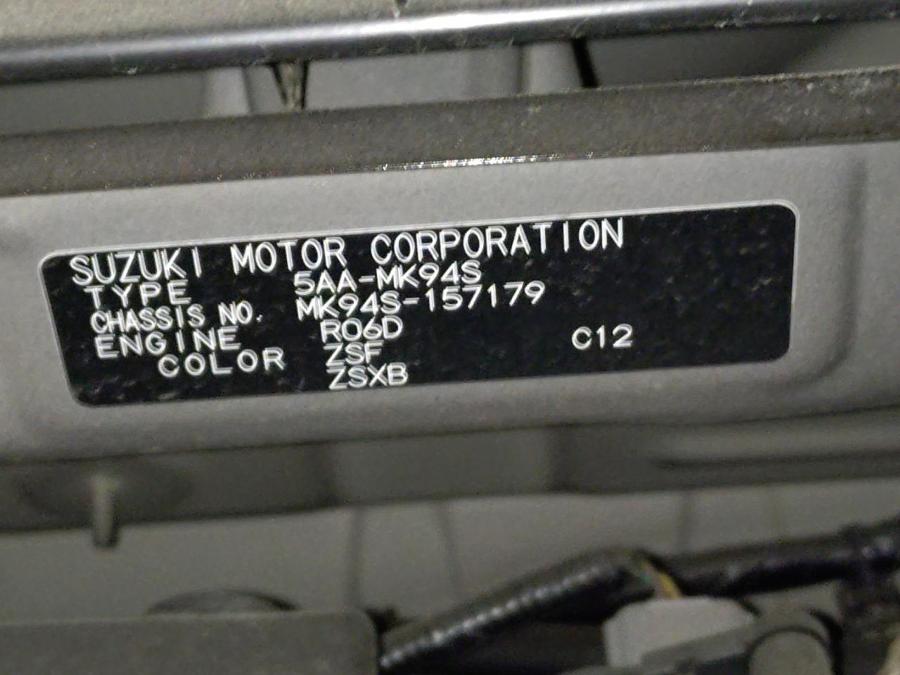 SUZUKI MOTOR CORPORATION
TYPE 5AA-MK94S
CHASSIS NO. MK94S-157179
ENGINE R06D
COLOR ZSF C12
ZSXB